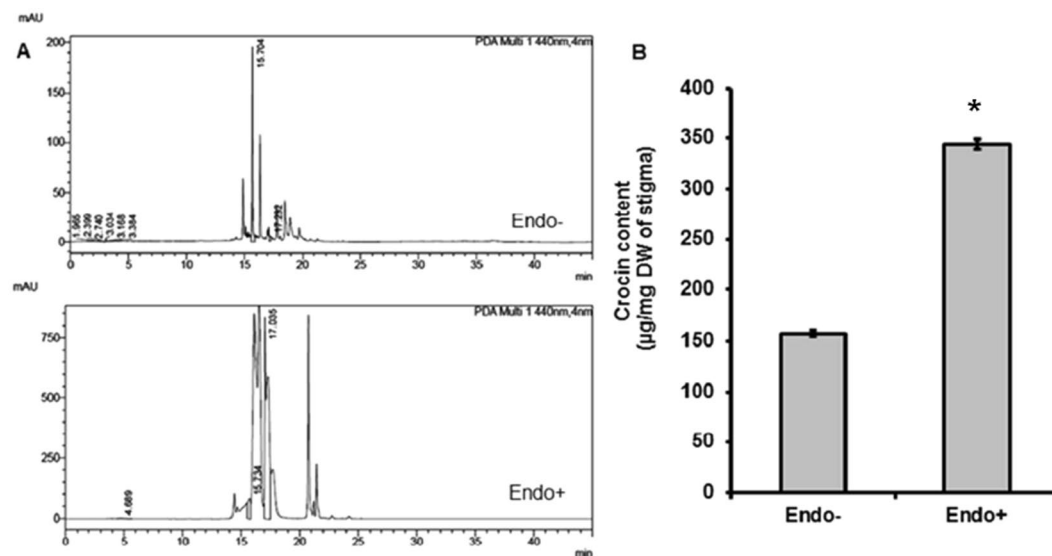 mAU
A
PDA Multi 1 440nm,4nm
200
150
100
50
0
15.704
1.965
2.399
2.740
3.034
3.168
3.384
17.292
Endo-
0 5 10 15 20 25 30 35 40
min
mAU
PDA Multi 1 440nm,4nm
750
500
250
0
17.035
15.734
4.689
Endo+
0 5 10 15 20 25 30 35 40
min
B
Crocin content
(µg/mg DW of stigma)
400
350
300
250
200
150
100
50
0
*
Endo- Endo+